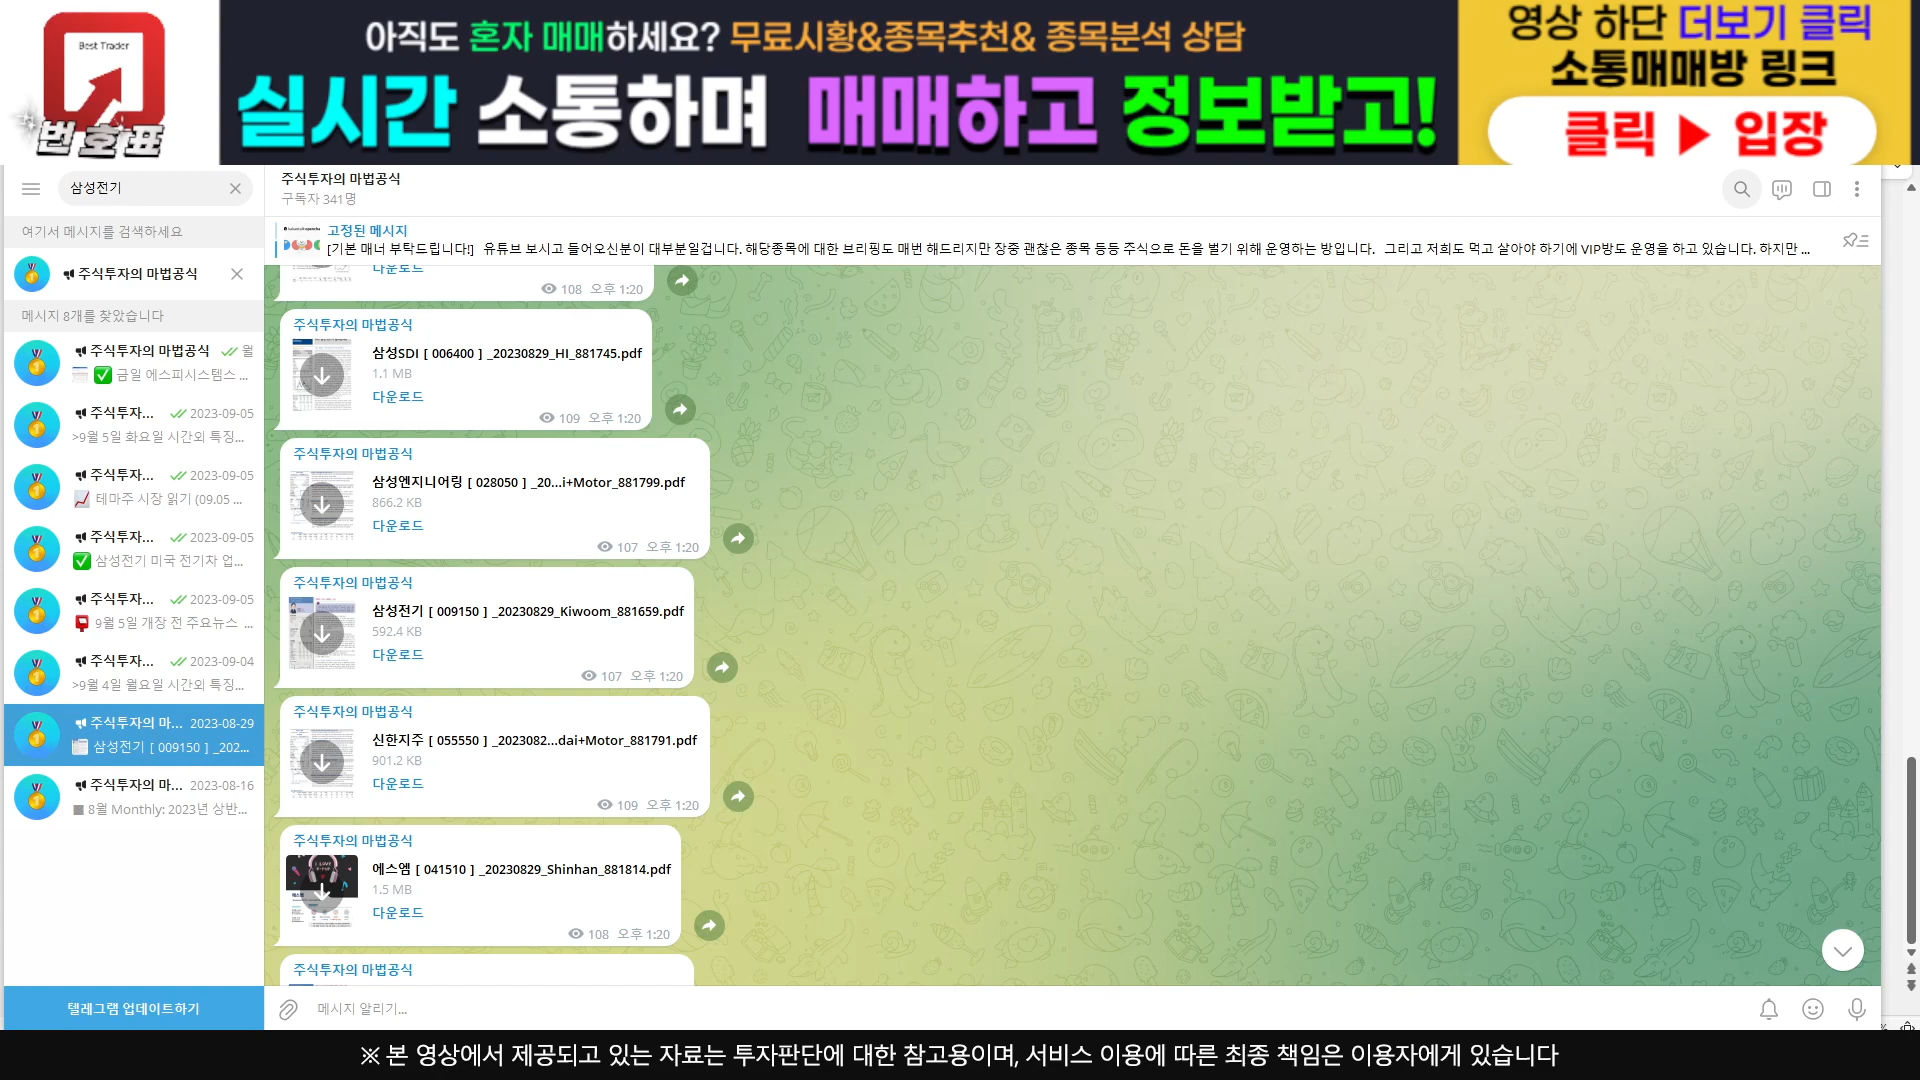 Best Trader
번호표
아직도 혼자 매매하세요? 무료시황&종목추천& 종목분석 상담
실시간 소통하며 매매하고 정보받고!
영상 하단 더보기 클릭
소통매매방 링크
클릭 ▶ 입장
삼성전기
여기서 메시지를 검색하세요
주식투자의 마법공식
메시지 8개를 찾았습니다
주식투자의 마법공식 월
금일 에스피시스템스 ...
주식투자... 2023-09-05
>9월 5일 화요일 시간외 특징...
주식투자... 2023-09-05
테마주 시장 읽기 (09.05 ...
주식투자... 2023-09-05
삼성전기 미국 전기차 업...
주식투자... 2023-09-05
9월 5일 개장 전 주요뉴스 ...
주식투자... 2023-09-04
>9월 4일 월요일 시간외 특징...
주식투자의 마... 2023-08-29
삼성전기 [ 009150 ] _202...
주식투자의 마... 2023-08-16
■ 8월 Monthly: 2023년 상반...
텔레그램 업데이트하기
주식투자의 마법공식
구독자 341명
고정된 메시지
[기본 매너 부탁드립니다!] 유튜브 보시고 들어오신분이 대부분일겁니다. 해당종목에 대한 브리핑도 매번 해드리지만 장중 괜찮은 종목 등등 주식으로 돈을 벌기 위해 운영하는 방입니다. 그리고 저희도 먹고 살아야 하기에 VIP방도 운영을 하고 있습니다. 하지만 ...
다운로드
108 오후 1:20
주식투자의 마법공식
삼성SDI [ 006400 ] _20230829_HI_881745.pdf
1.1 MB
다운로드
109 오후 1:20
주식투자의 마법공식
삼성엔지니어링 [ 028050 ] _20...i+Motor_881799.pdf
866.2 KB
다운로드
107 오후 1:20
주식투자의 마법공식
삼성전기 [ 009150 ] _20230829_Kiwoom_881659.pdf
592.4 KB
다운로드
107 오후 1:20
주식투자의 마법공식
신한지주 [ 055550 ] _2023082...dai+Motor_881791.pdf
901.2 KB
다운로드
109 오후 1:20
주식투자의 마법공식
에스엠 [ 041510 ] _20230829_Shinhan_881814.pdf
1.5 MB
다운로드
108 오후 1:20
주식투자의 마법공식
메시지 알리기...
※ 본 영상에서 제공되고 있는 자료는 투자판단에 대한 참고용이며, 서비스 이용에 따른 최종 책임은 이용자에게 있습니다